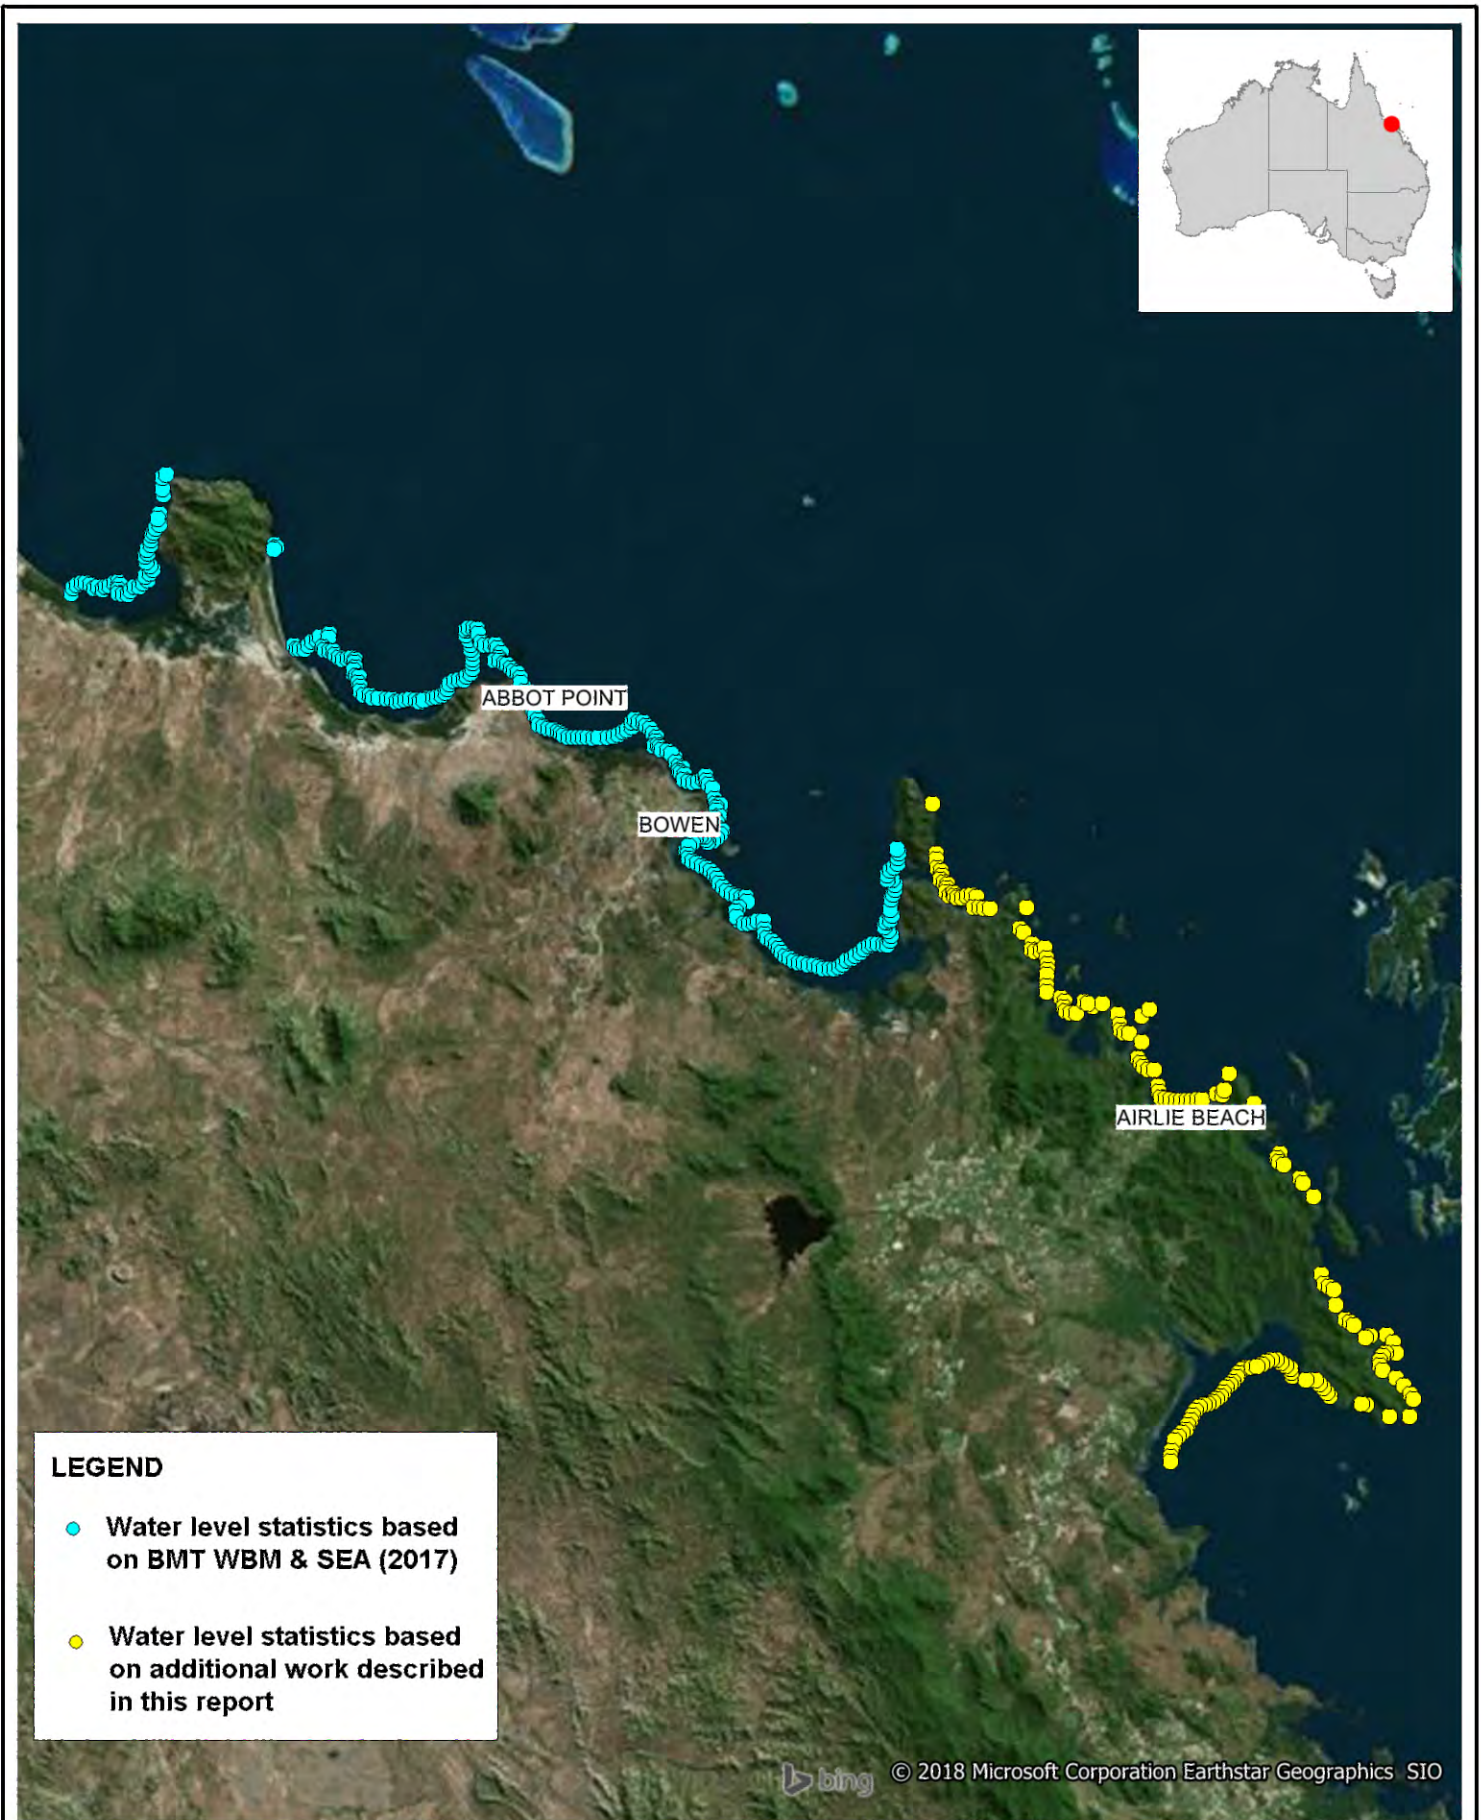 ABBOT POINT
BOWEN
AIRLIE BEACH
LEGEND
Water level statistics based
on BMT WBM & SEA (2017)
Water level statistics based
on additional work described
in this report
bing
© 2018 Microsoft Corporation Earthstar Geographics SIO